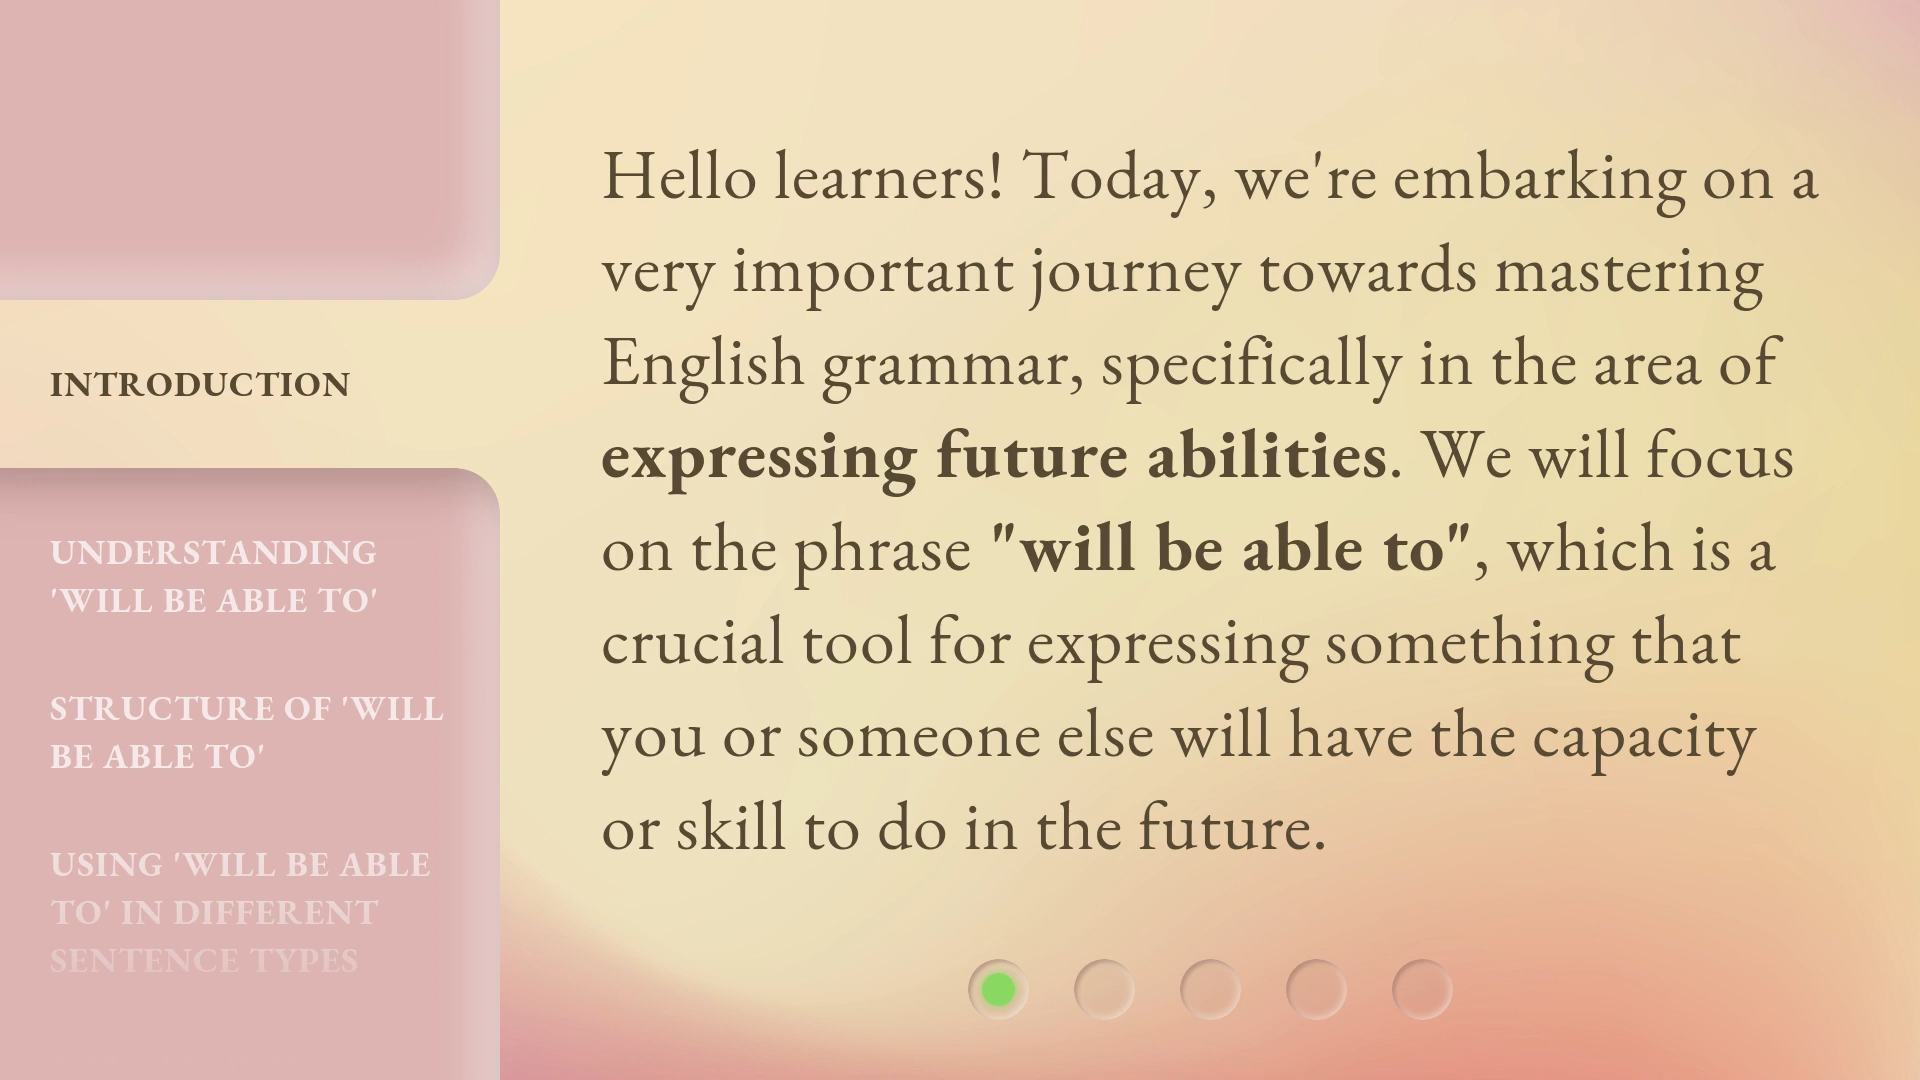 INTRODUCTION
UNDERSTANDING
'WILL BE ABLE TO'
STRUCTURE OF 'WILL
BE ABLE TO'
USING 'WILL BE ABLE
TO' IN DIFFERENT
SENTENCE TYPES
Hello learners! Today, we're embarking on a
very important journey towards mastering
English grammar, specifically in the area of
expressing future abilities. We will focus
on the phrase "will be able to", which is a
crucial tool for expressing something that
you or someone else will have the capacity
or skill to do in the future.